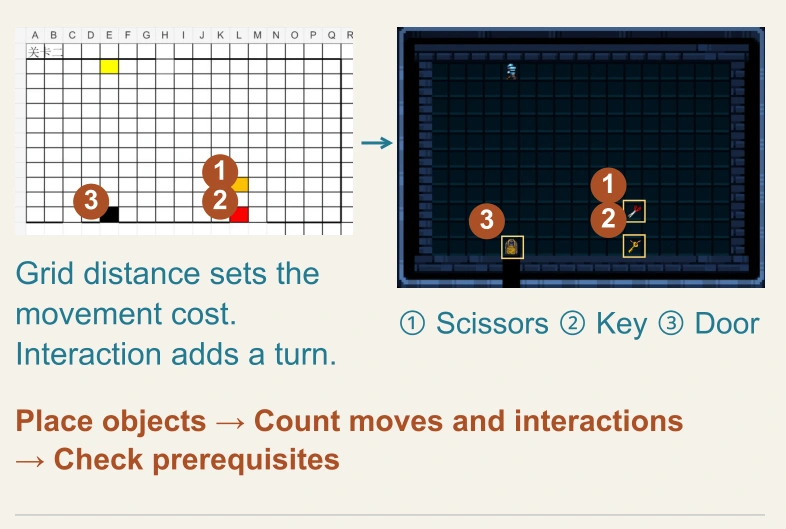 A B C D E F G H I J K L M N O P Q R
关卡二
1
2
3
1
2
3
Grid distance sets the
movement cost.
Interaction adds a turn.
① Scissors ② Key ③ Door
Place objects → Count moves and interactions
→ Check prerequisites